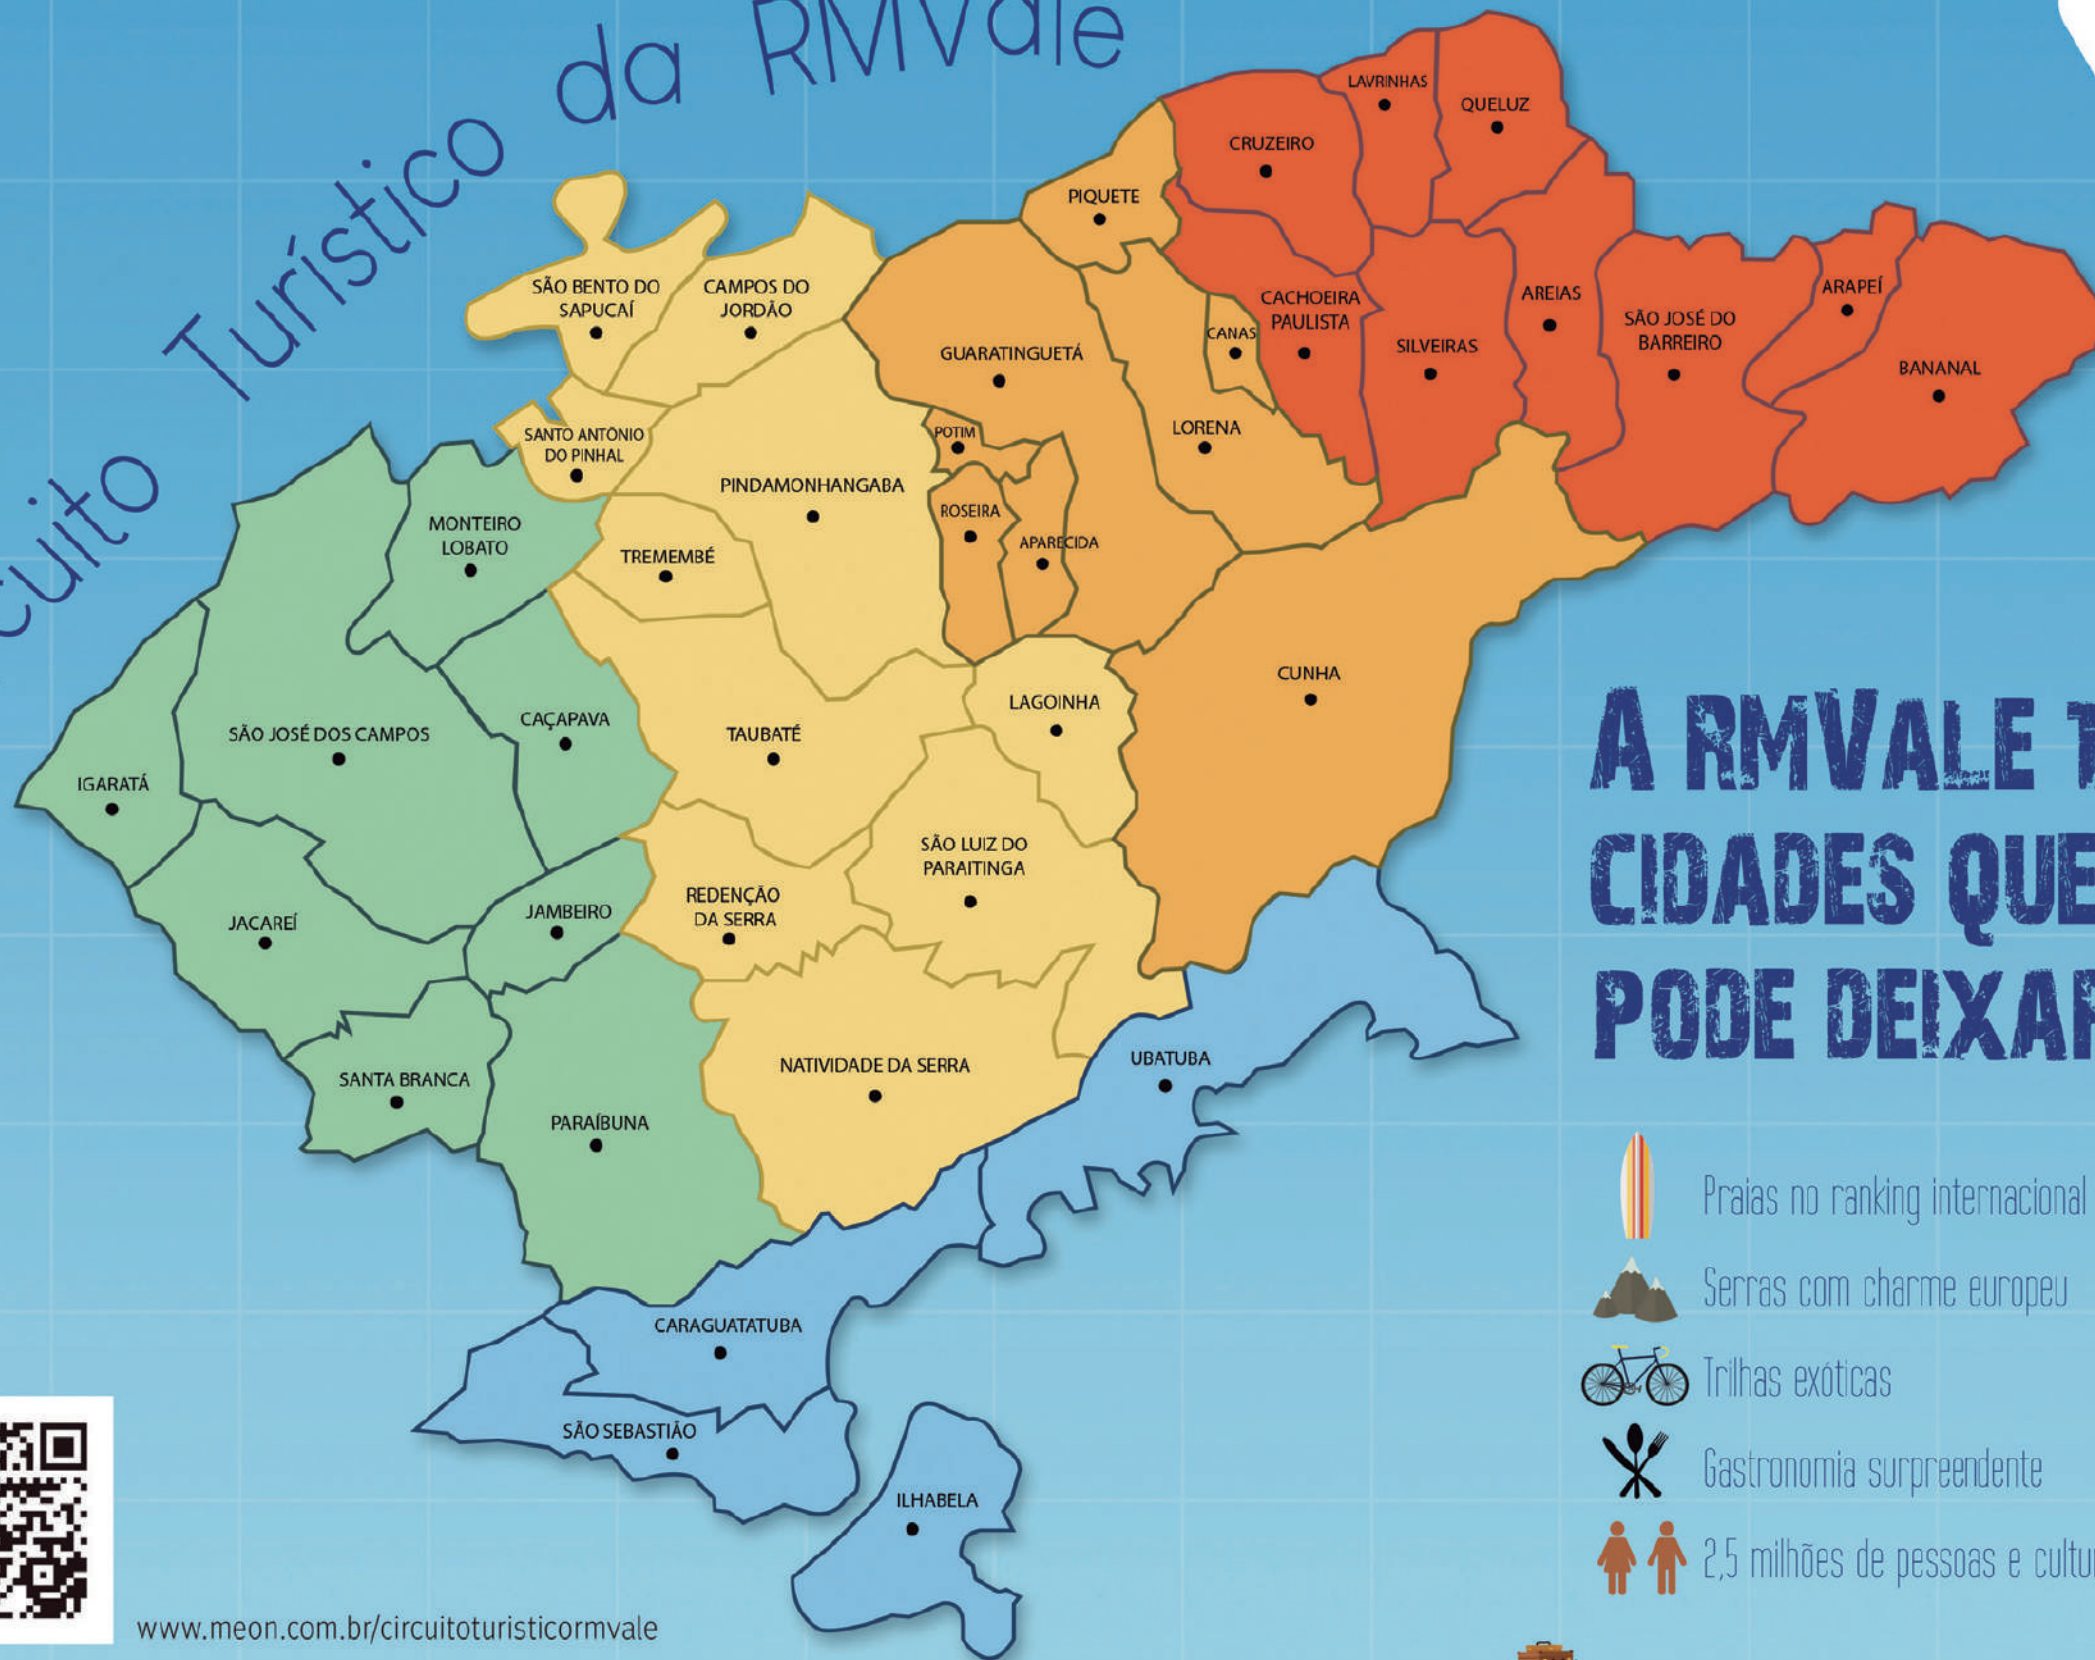 Turístico da RMVale
LAVRINHAS
QUELUZ
CRUZEIRO
PIQUETE
SÃO BENTO DO
SAPUCAÍ
CAMPOS DO
JORDÃO
CACHOEIRA
PAULISTA
AREIAS
ARAPEÍ
SÃO JOSÉ DO
BARREIRO
CANAS
SILVEIRAS
GUARATINGUETÁ
BANANAL
SANTO ANTÔNIO
DO PINHAL
POTIM
LORENA
PINDAMONHANGABA
ROSEIRA
MONTEIRO
LOBATO
APARECIDA
TREMEMBÉ
CUNHA
LAGOINHA
SÃO JOSÉ DOS CAMPOS
CAÇAPAVA
TAUBATÉ
IGARATÁ
SÃO LUIZ DO
PARAITINGA
REDENÇÃO
DA SERRA
JACAREÍ
JAMBEIRO
NATIVIDADE DA SERRA
UBATUBA
SANTA BRANCA
PARAÍBUNA
CARAGUATATUBA
SÃO SEBASTIÃO
ILHABELA
A RMVALE
CIDADES QUE
PODE
Praias no ranking internacional
Serras com charme europeu
Trilhas exóticas
Gastronomia surpreendente
2,5 milhões de pessoas e
www.meon.com.br/circuitoturisticormvale